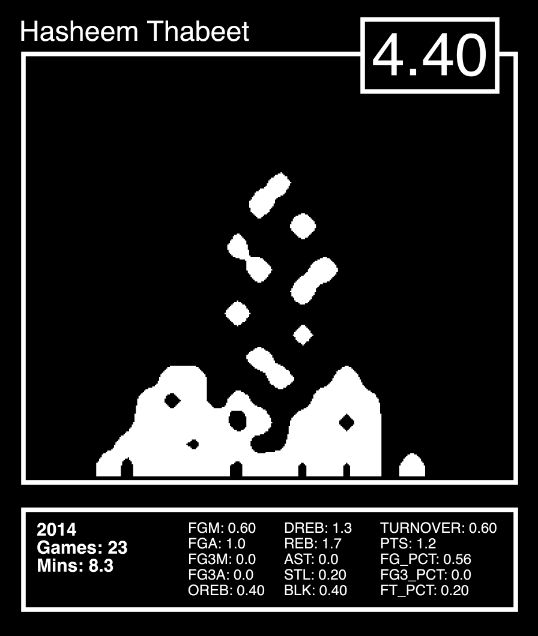 Hasheem Thabeet
4.40
2014
Games: 23
Mins: 8.3
FGM: 0.60
FGA: 1.0
FG3M: 0.0
FG3A: 0.0
OREB: 0.40
DREB: 1.3
REB: 1.7
AST: 0.0
STL: 0.20
BLK: 0.40
TURNOVER: 0.60
PTS: 1.2
FG_PCT: 0.56
FG3_PCT: 0.0
FT_PCT: 0.20